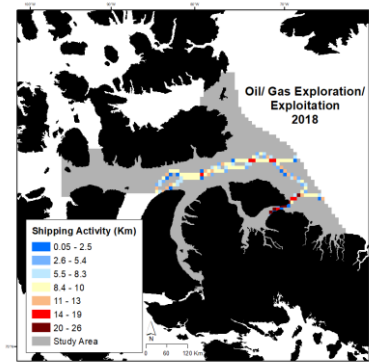 Oil/ Gas Exploration/
Exploitation
2018
Shipping Activity (Km)
0.05 - 2.5
2.6 - 5.4
5.5 - 8.3
8.4 - 10
11 - 13
14 - 19
20 - 26
Study Area
N
0 30 60 120 Km